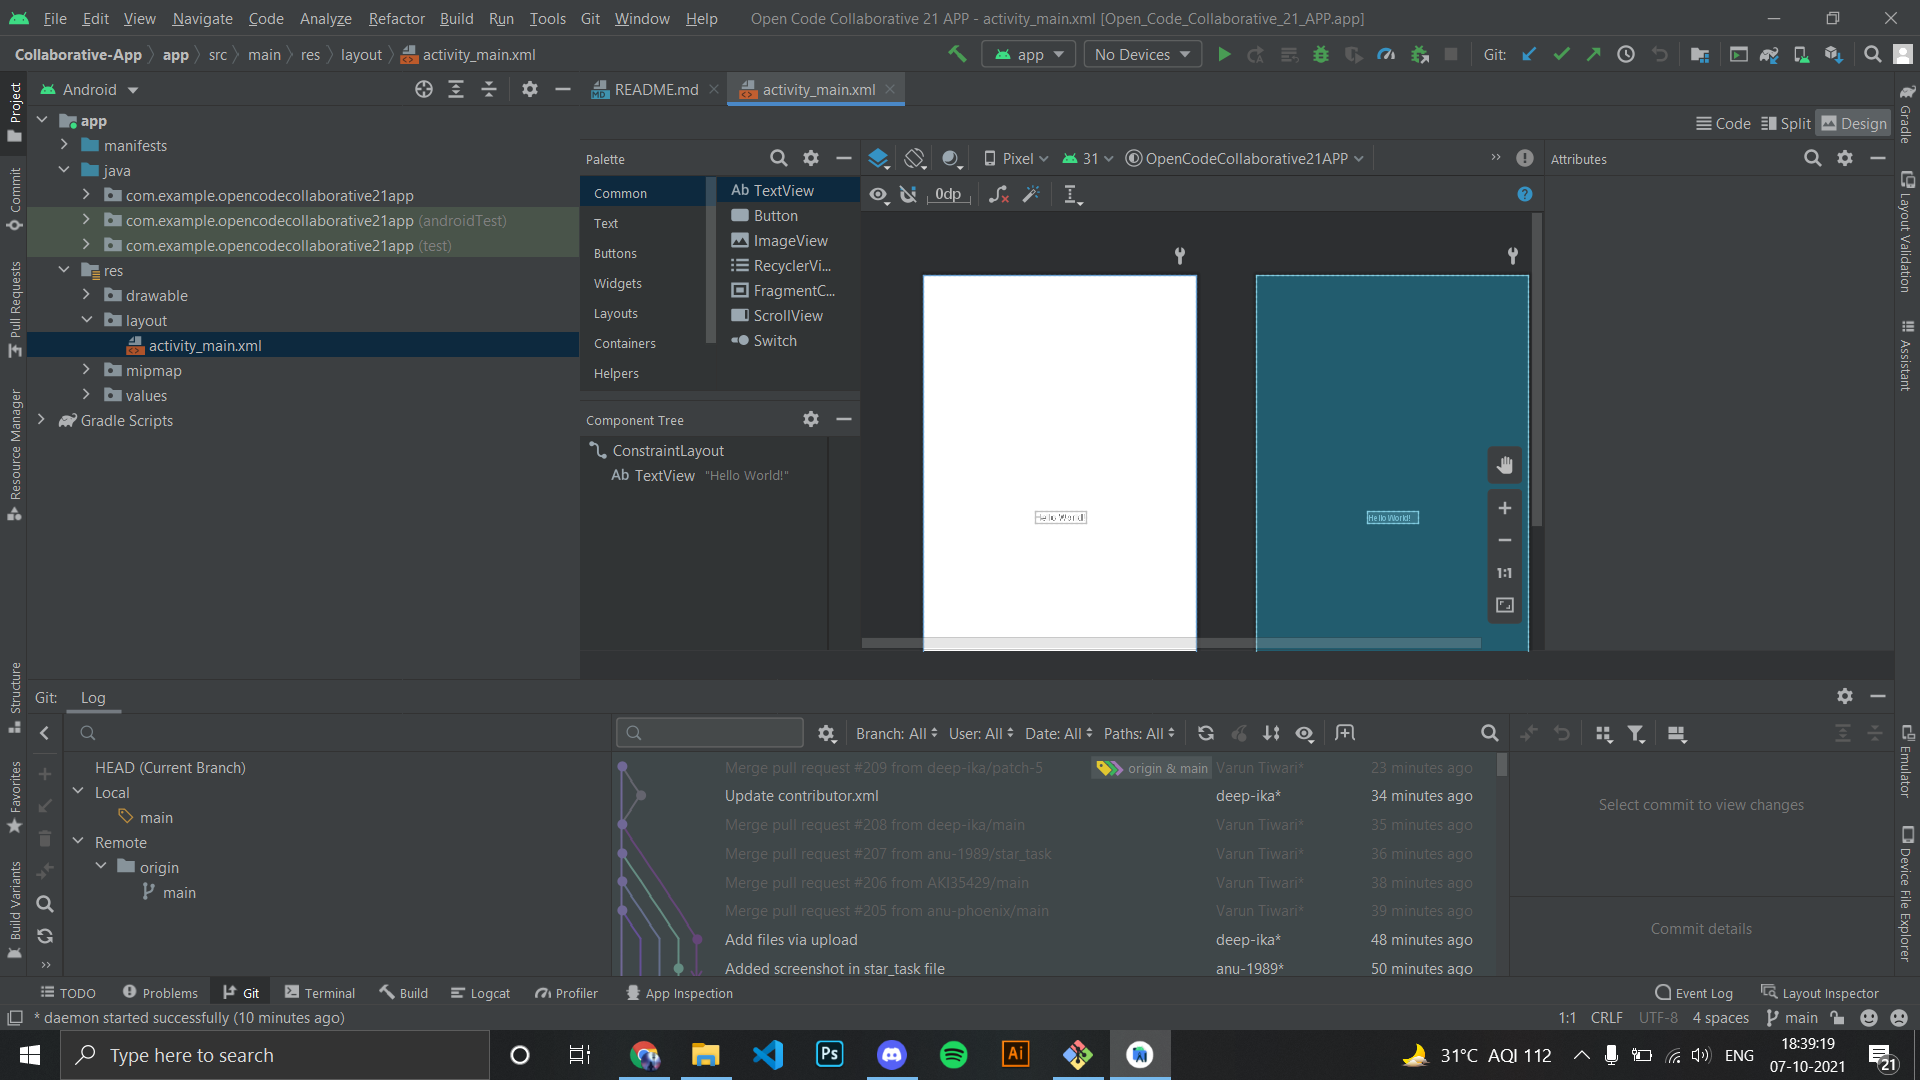 File Edit View Navigate Code Analyze Refactor Build Run Tools Git Window Help Open Code Collaborative 21 APP - activity_main.xml [Open_Code_Collaborative_21_APP.app]
Collaborative-App app src main res layout activity_main.xml app No Devices Git:
Android README.md activity_main.xml
Code Split Design
Project
Commit
Pull Requests
Resource Manager
Structure
Favorites
Build Variants
app
manifests
java
com.example.opencodecollaborative21app
com.example.opencodecollaborative21app (androidTest)
com.example.opencodecollaborative21app (test)
res
drawable
layout
activity_main.xml
mipmap
values
Gradle Scripts
Palette
Common
Text
Buttons
Widgets
Layouts
Containers
Helpers
Ab TextView
Button
ImageView
RecyclerVi...
FragmentC...
ScrollView
Switch
Component Tree
ConstraintLayout
Ab TextView "Hello World!"
Pixel 31 OpenCodeCollaborative21APP
0dp
Hello World!
Hello World!
1:1
Attributes
Gradle
Layout Validation
Assistant
Emulator
Device File Explorer
Git: Log
Branch: All User: All Date: All Paths: All
HEAD (Current Branch)
Local
main
Remote
origin
main
Merge pull request #209 from deep-ika/patch-5 origin & main Varun Tiwari* 23 minutes ago
Update contributor.xml deep-ika* 34 minutes ago
Merge pull request #208 from deep-ika/main Varun Tiwari* 35 minutes ago
Merge pull request #207 from anu-1989/star_task Varun Tiwari* 36 minutes ago
Merge pull request #206 from AKI35429/main Varun Tiwari* 38 minutes ago
Merge pull request #205 from anu-phoenix/main Varun Tiwari* 39 minutes ago
Add files via upload deep-ika* 48 minutes ago
Added screenshot in star_task file anu-1989* 50 minutes ago
Select commit to view changes
Commit details
TODO Problems Git Terminal Build Logcat Profiler App Inspection Event Log Layout Inspector
* daemon started successfully (10 minutes ago) 1:1 CRLF UTF-8 4 spaces main
Type here to search Ps Ai 31°C AQI 112 ENG 18:39:19
07-10-2021 21